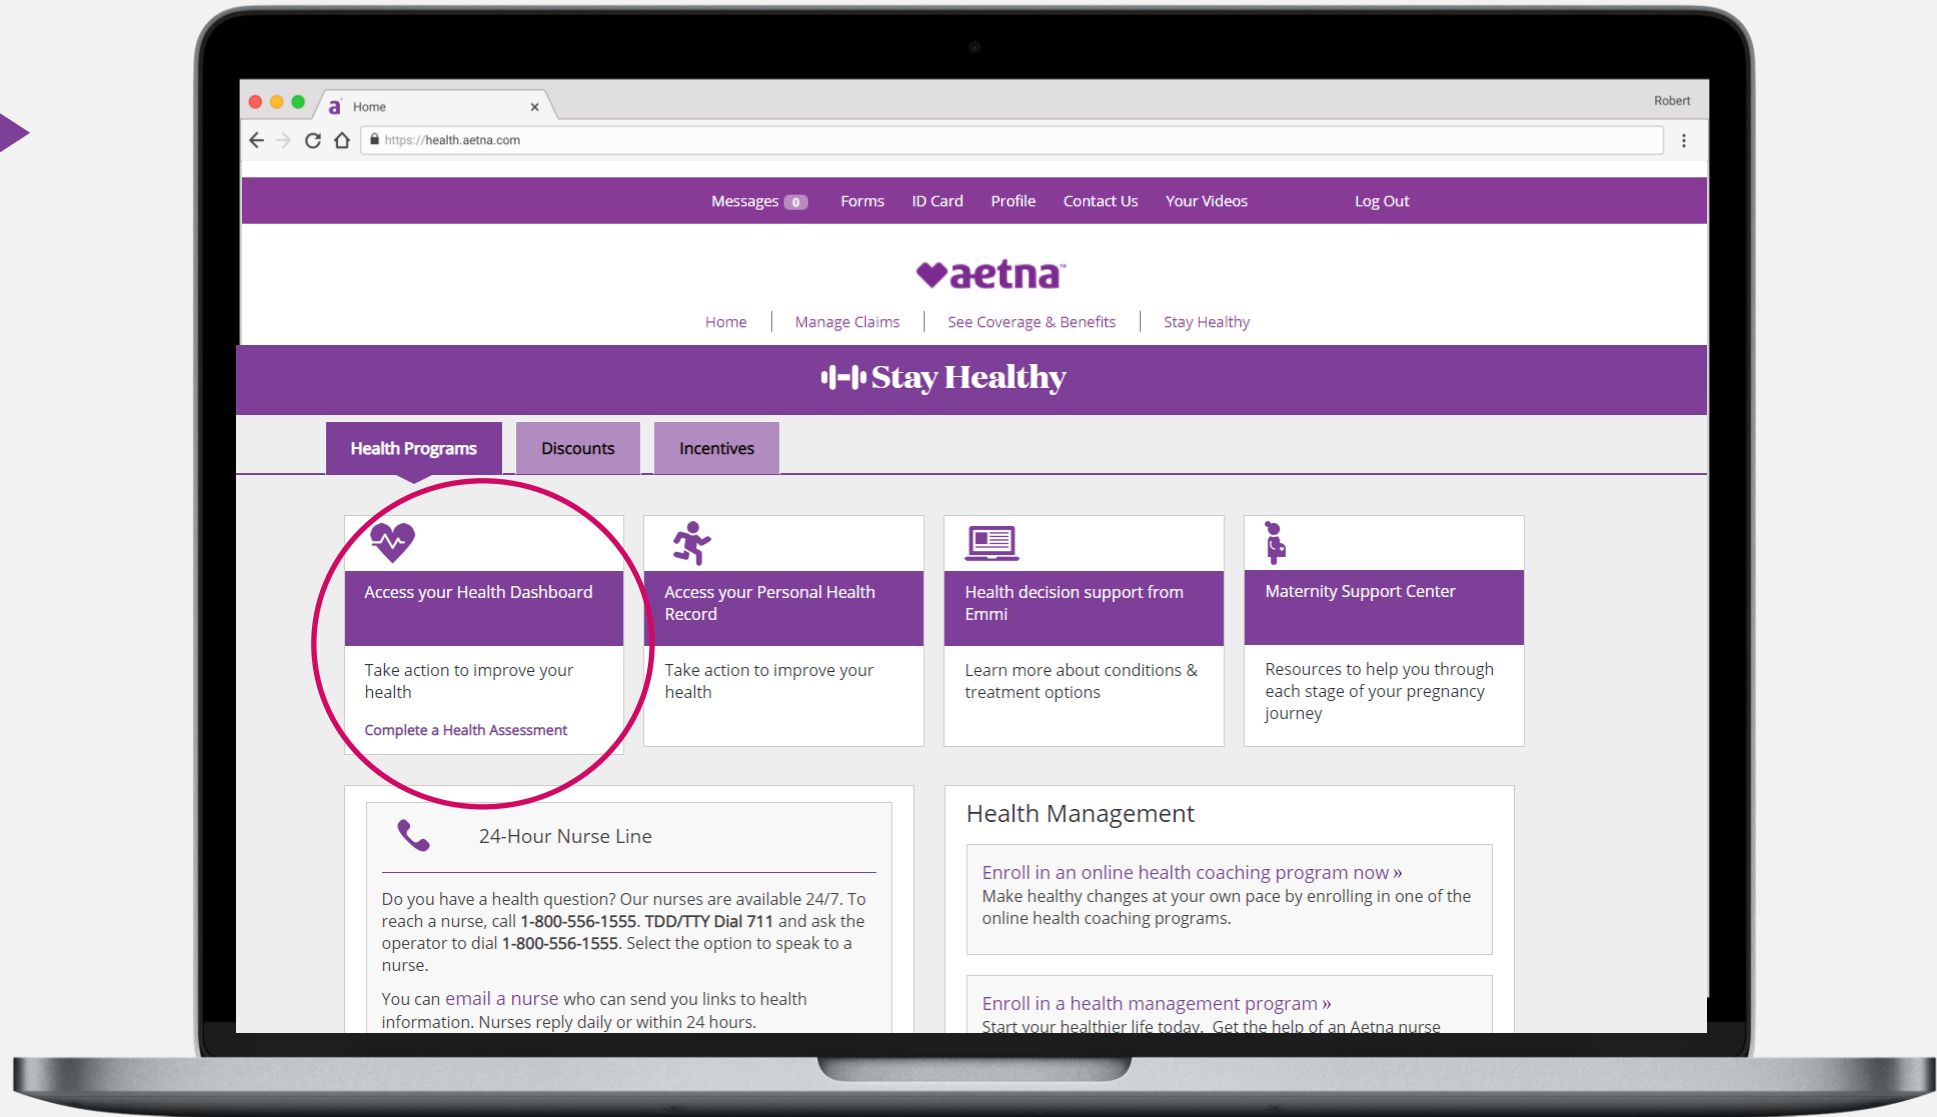 a Home × Robert
https://health.aetna.com
Messages 0 Forms ID Card Profile Contact Us Your Videos Log Out
aetna™
Home | Manage Claims | See Coverage & Benefits | Stay Healthy
Stay Healthy
Health Programs Discounts Incentives
Access your Health Dashboard
Take action to improve your
health
Complete a Health Assessment
Access your Personal Health
Record
Take action to improve your
health
Health decision support from
Emmi
Learn more about conditions &
treatment options
Maternity Support Center
Resources to help you through
each stage of your pregnancy
journey
24-Hour Nurse Line
Do you have a health question? Our nurses are available 24/7. To
reach a nurse, call 1-800-556-1555. TDD/TTY Dial 711 and ask the
operator to dial 1-800-556-1555. Select the option to speak to a
nurse.
You can email a nurse who can send you links to health
information. Nurses reply daily or within 24 hours.
Health Management
Enroll in an online health coaching program now »
Make healthy changes at your own pace by enrolling in one of the
online health coaching programs.
Enroll in a health management program »
Start your healthier life today. Get the help of an Aetna nurse